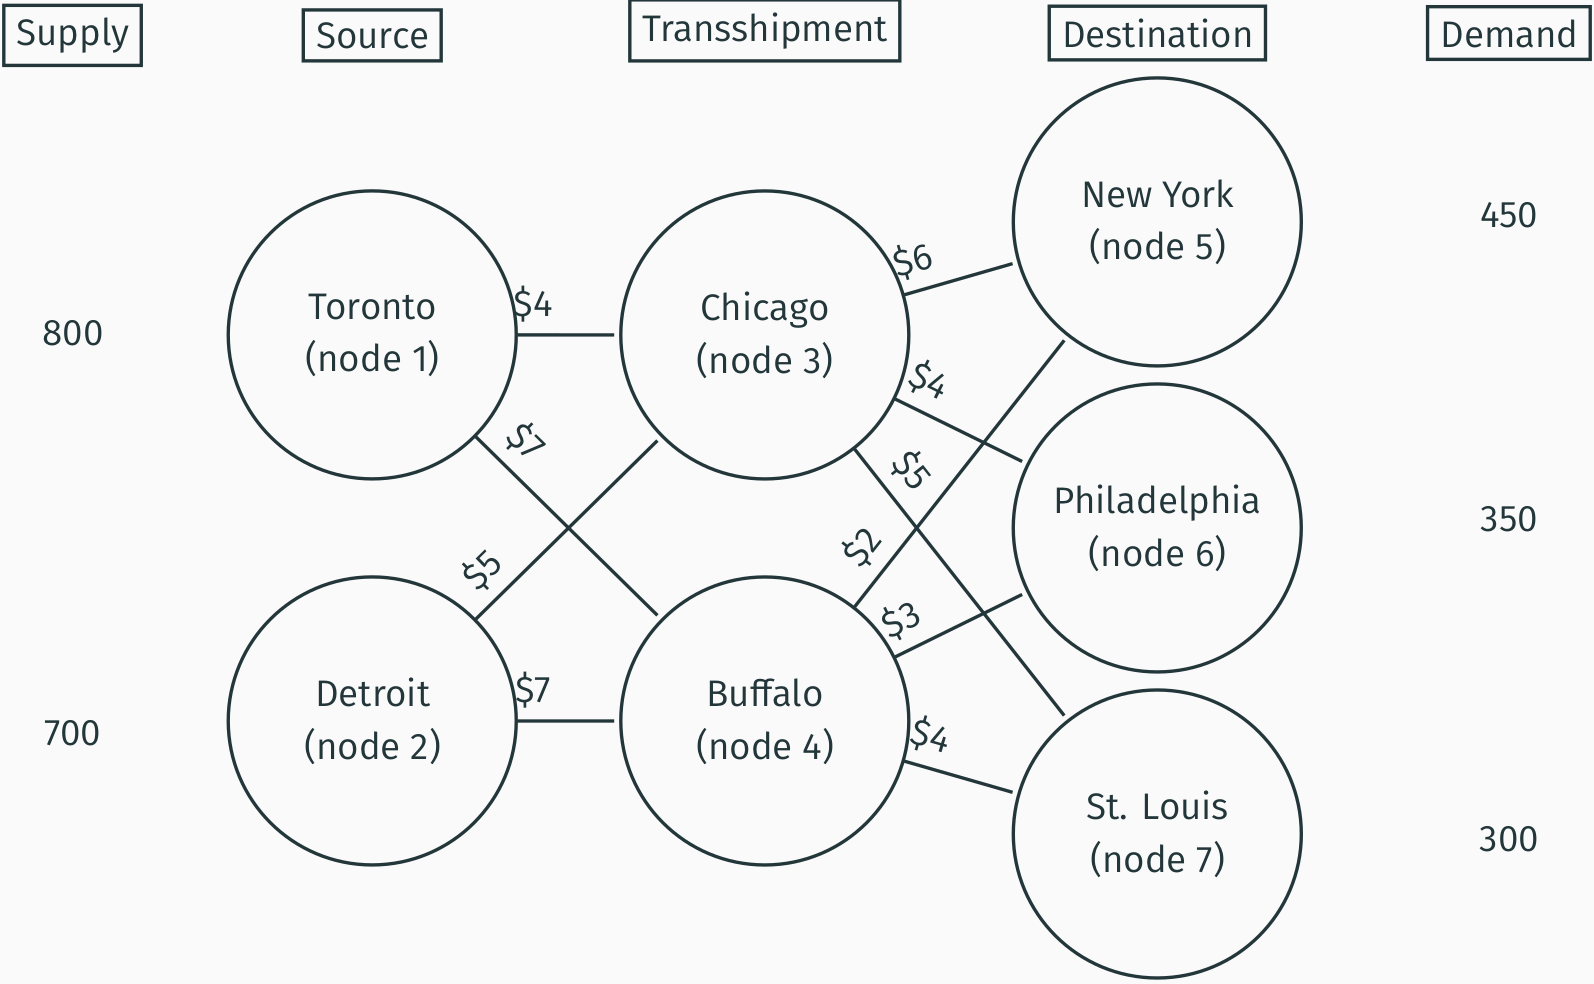 Supply
Source
Transshipment
Destination
Demand
New York
(node 5)
450
$6
Toronto
(node 1)
$4
Chicago
(node 3)
800
$4
$7
$5
Philadelphia
(node 6)
350
$2
$5
$3
Detroit
(node 2)
$7
Buffalo
(node 4)
$4
700
St. Louis
(node 7)
300